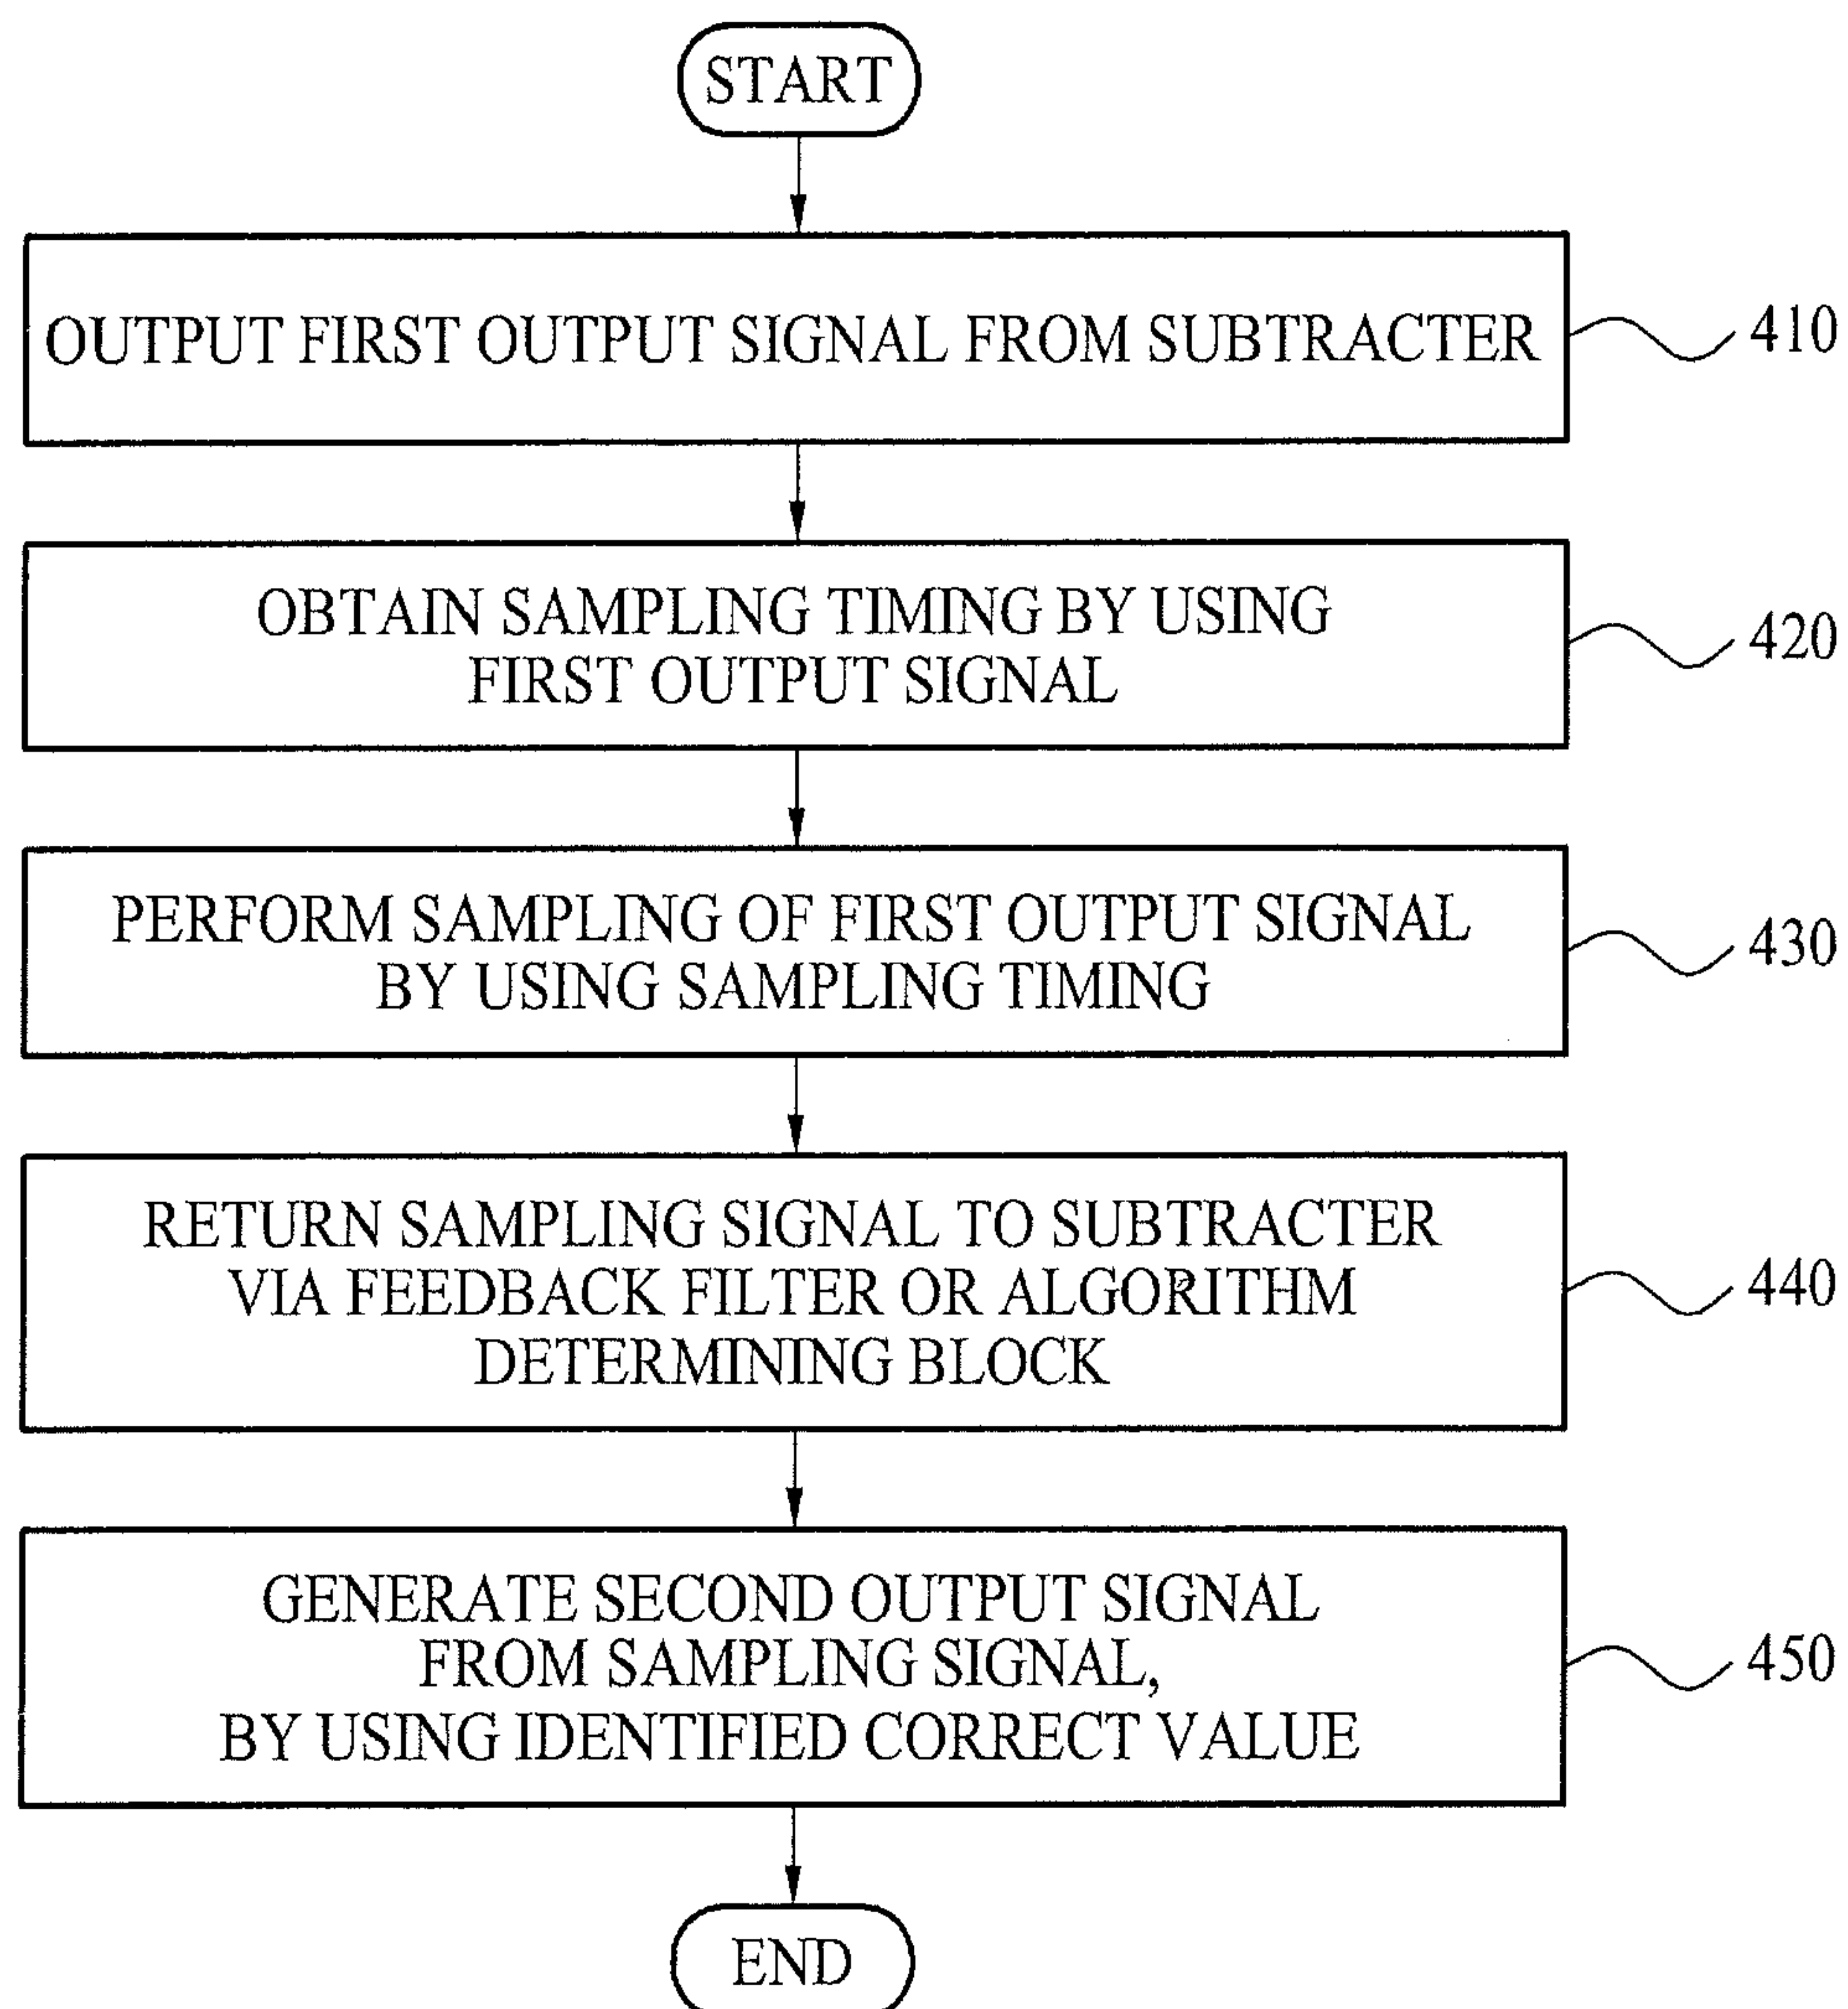 START
OUTPUT FIRST OUTPUT SIGNAL FROM SUBTRACTER
410
OBTAIN SAMPLING TIMING BY USING
FIRST OUTPUT SIGNAL
420
PERFORM SAMPLING OF FIRST OUTPUT SIGNAL
BY USING SAMPLING TIMING
430
RETURN SAMPLING SIGNAL TO SUBTRACTER
VIA FEEDBACK FILTER OR ALGORITHM
DETERMINING BLOCK
440
GENERATE SECOND OUTPUT SIGNAL
FROM SAMPLING SIGNAL,
BY USING IDENTIFIED CORRECT VALUE
450
END